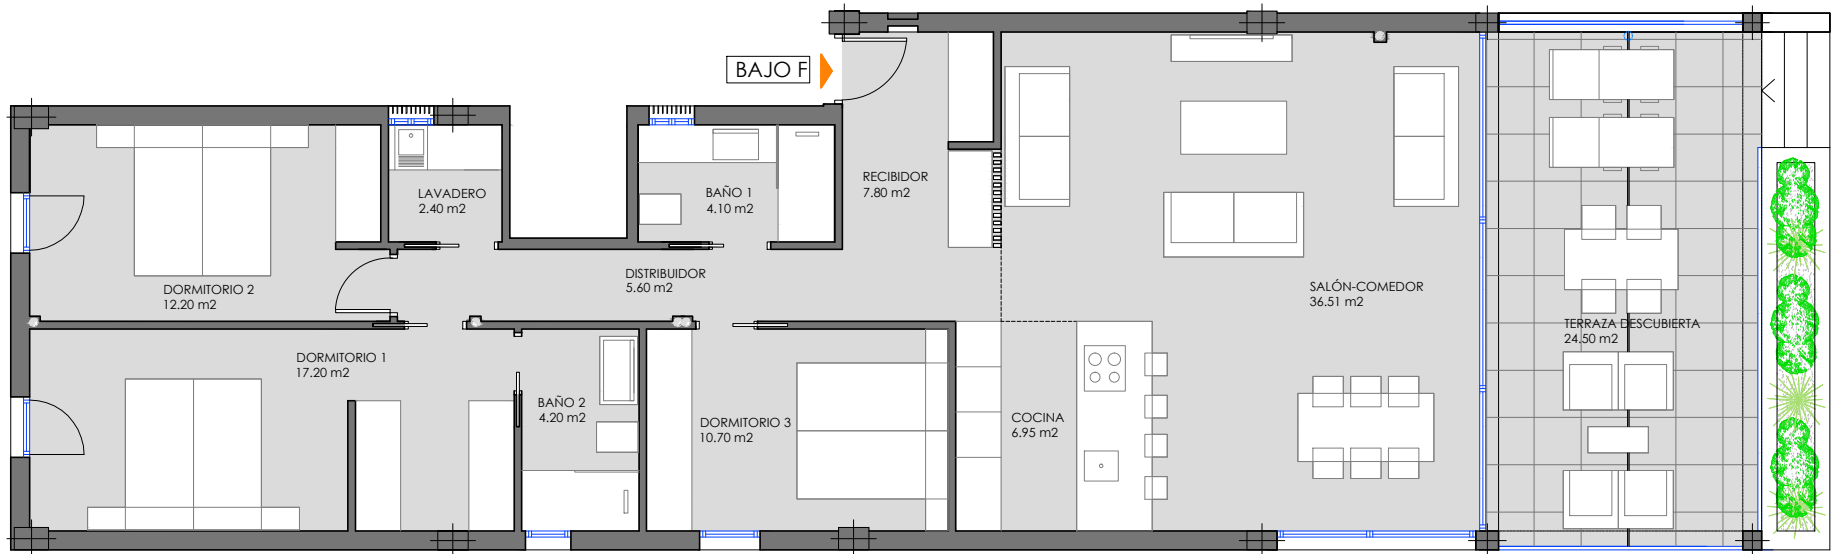 BAJO F
RECIBIDOR
7.80 m2
LAVADERO
2.40 m2
BAÑO 1
4.10 m2
DISTRIBUIDOR
5.60 m2
DORMITORIO 2
12.20 m2
SALÓN-COMEDOR
36.51 m2
TERRAZA DESCUBIERTA
24.50 m2
DORMITORIO 1
17.20 m2
BAÑO 2
4.20 m2
DORMITORIO 3
10.70 m2
COCINA
6.95 m2